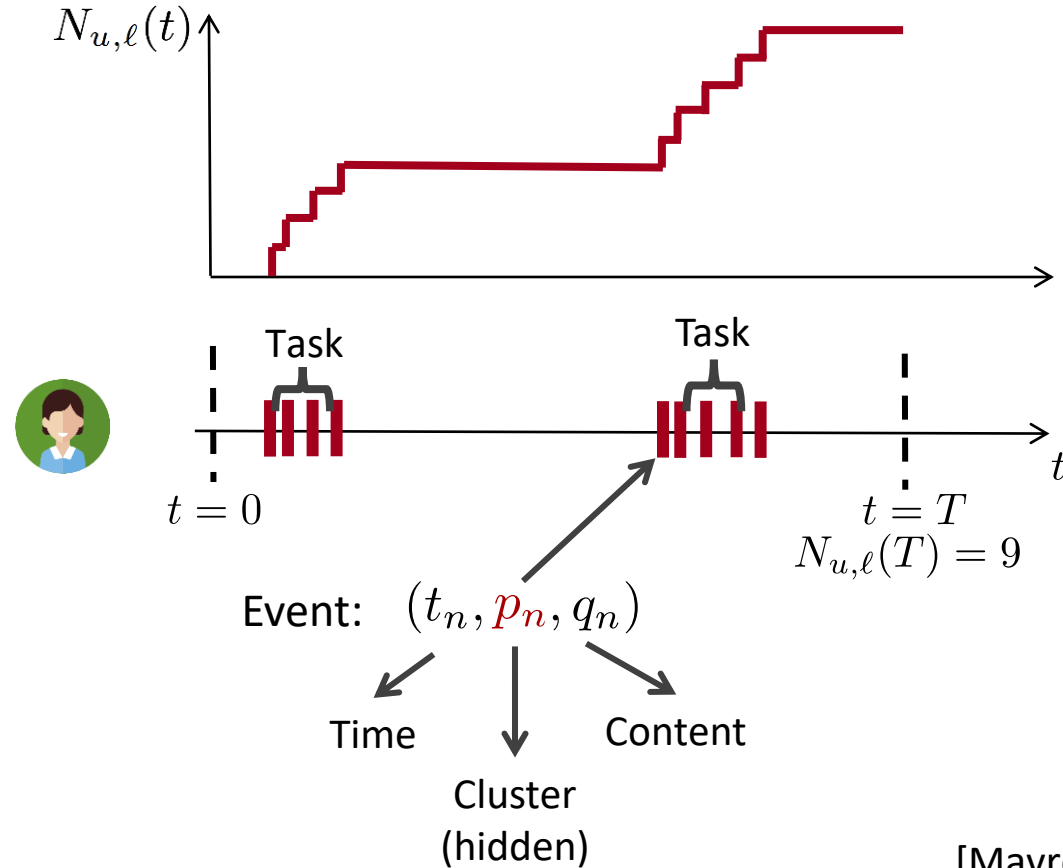 N_{u,ℓ}(t)
Task
Task
t
t = 0
t = T
N_{u,ℓ}(T) = 9
Event: (t_n, p_n, q_n)
Time
Content
Cluster
(hidden)